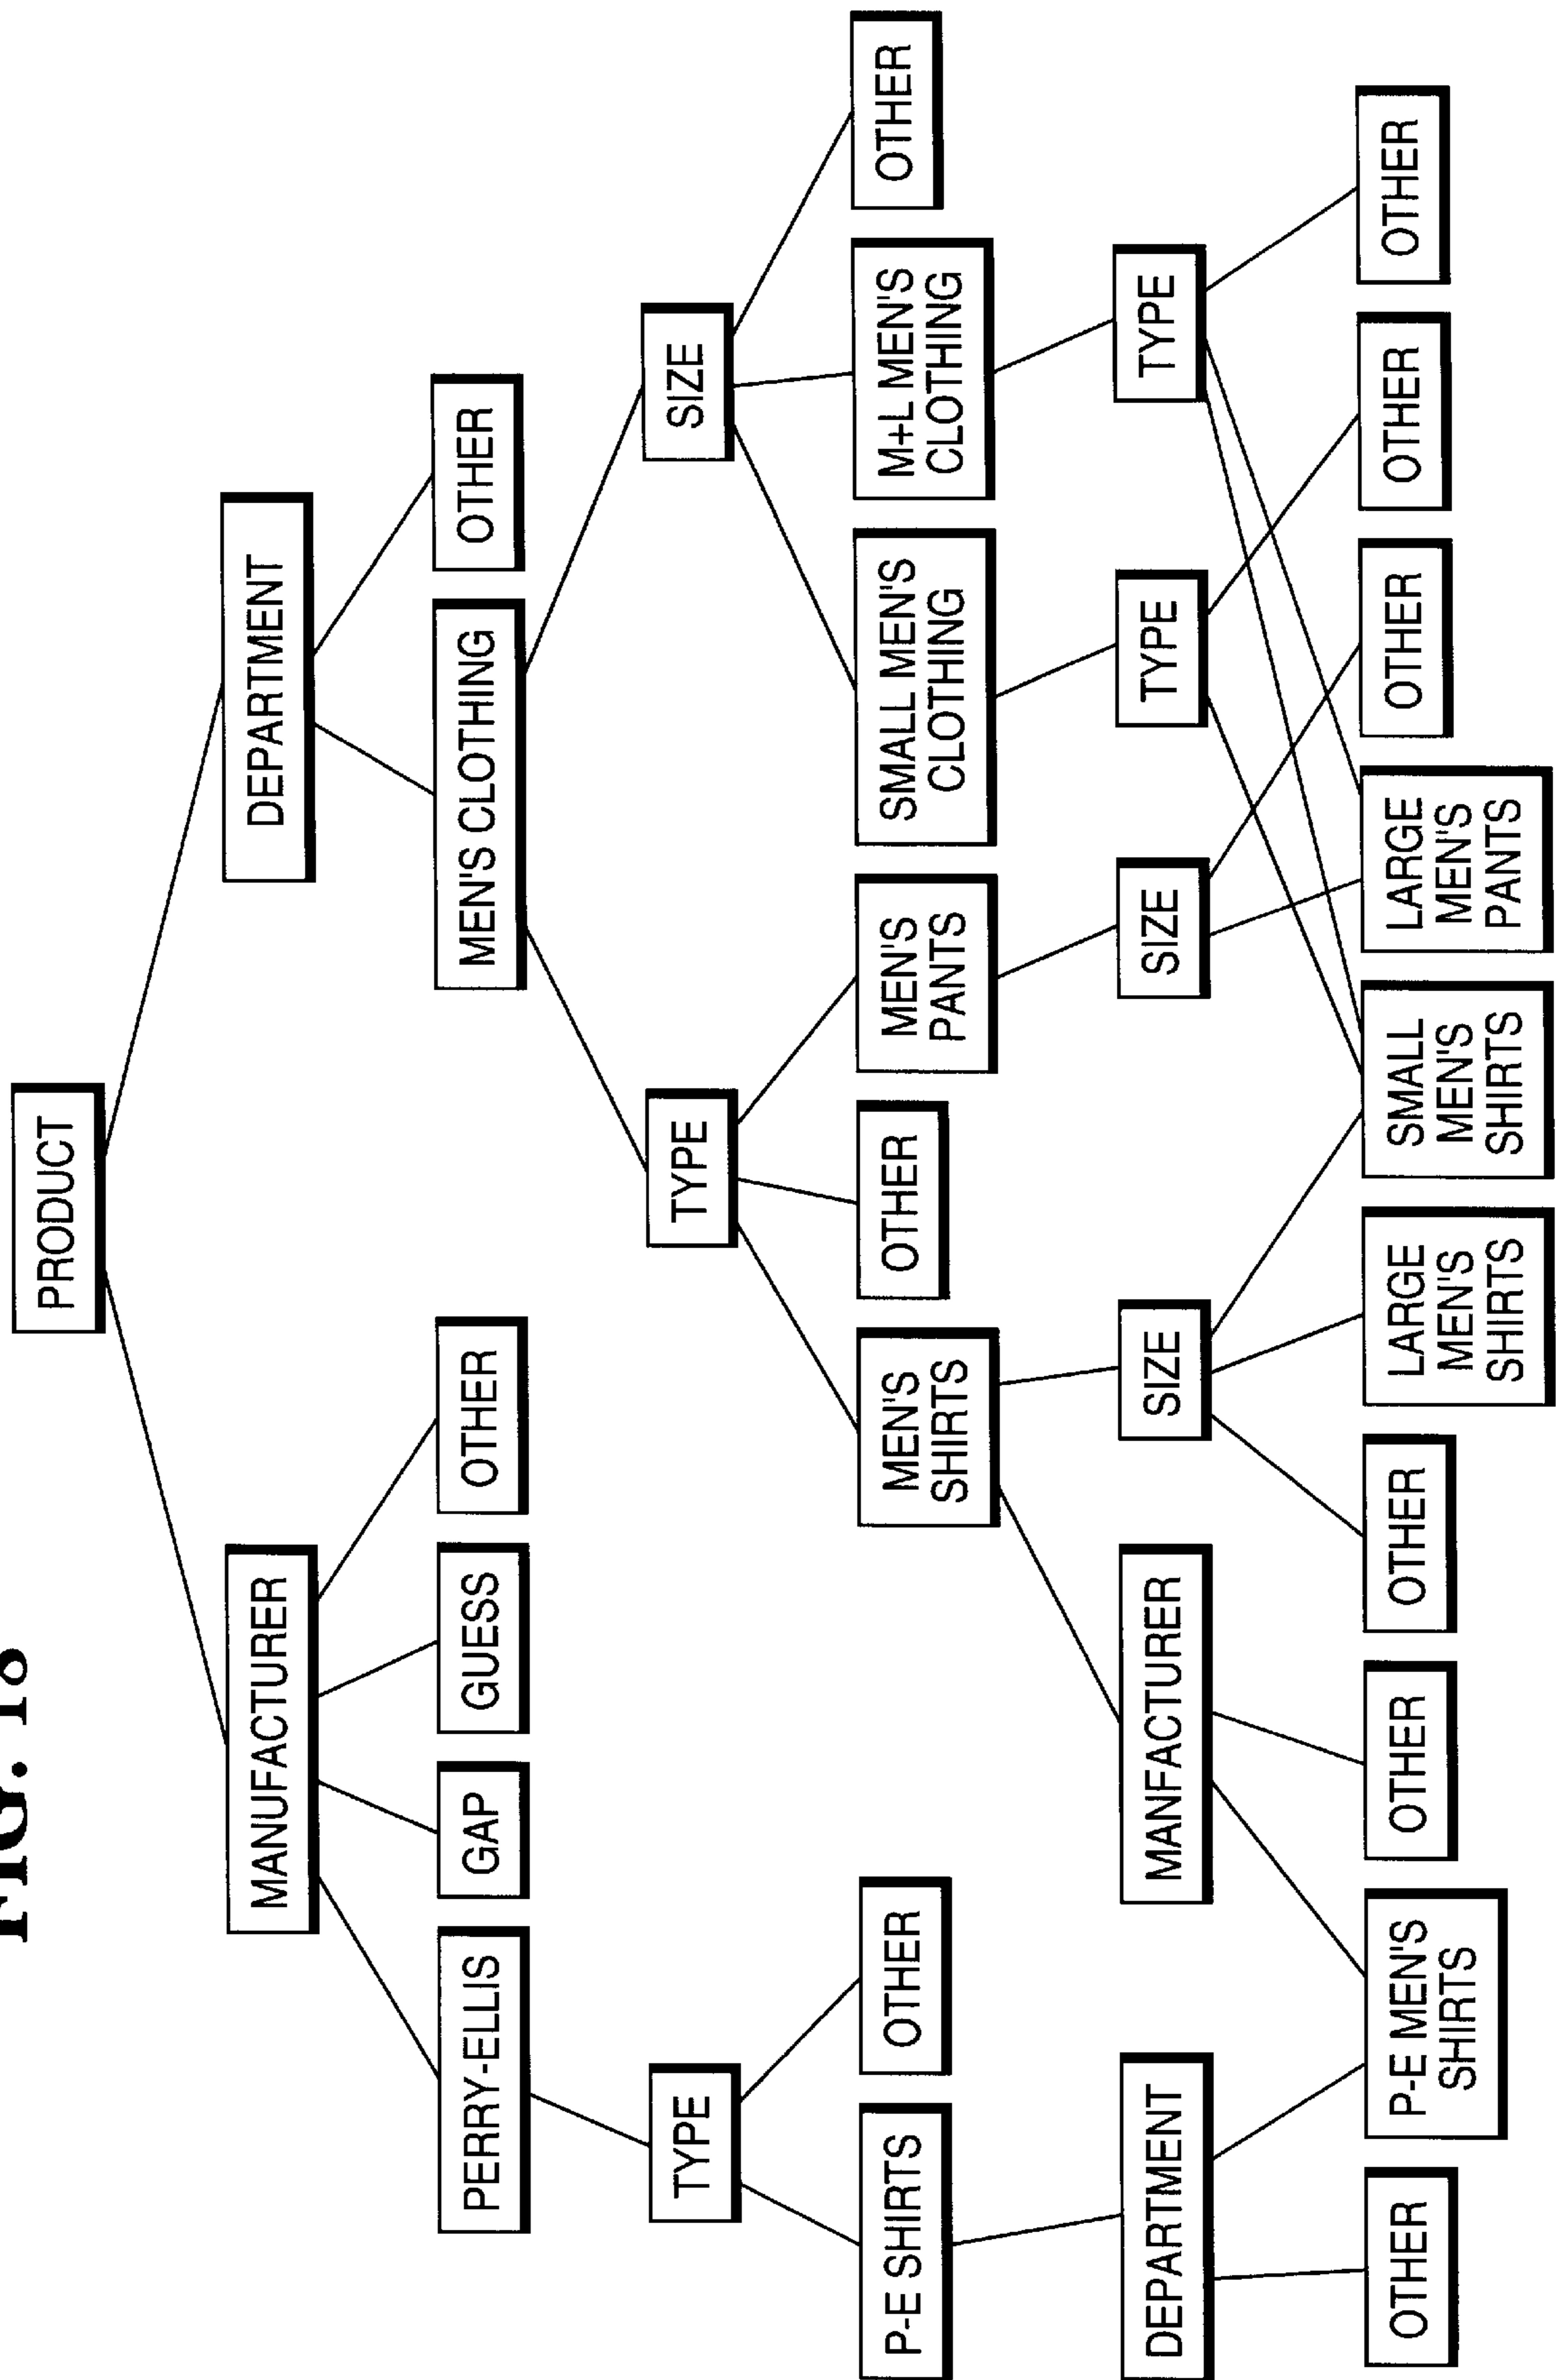 FIG. 18
PRODUCT
MANUFACTURER
DEPARTMENT
PERRY-ELLIS
GAP
GUESS
OTHER
MEN'S CLOTHING
OTHER
TYPE
TYPE
SIZE
P-E SHIRTS
OTHER
MEN'S
SHIRTS
OTHER
MEN'S
PANTS
SMALL MEN'S
CLOTHING
M+L MEN'S
CLOTHING
OTHER
DEPARTMENT
MANFACTURER
SIZE
SIZE
TYPE
TYPE
OTHER
P-E MEN'S
SHIRTS
OTHER
OTHER
LARGE
MEN'S
SHIRTS
SMALL
MEN'S
SHIRTS
LARGE
MEN'S
PANTS
OTHER
OTHER
OTHER